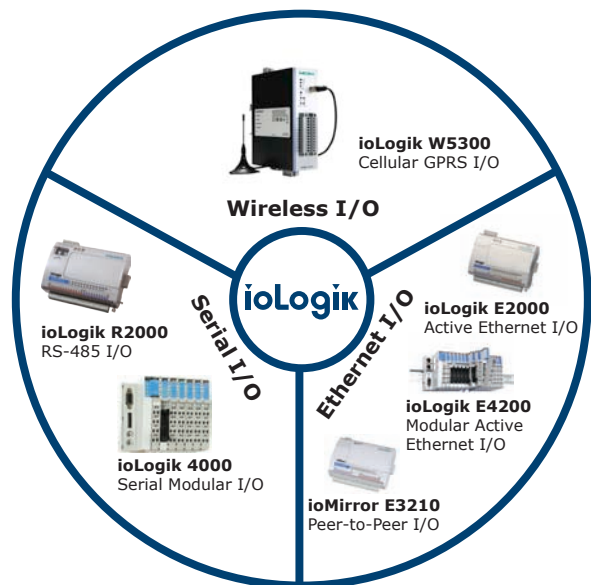 ioLogik W5300
Cellular GPRS I/O
Wireless I/O
ioLogik
Serial I/O
ioLogik R2000
RS-485 I/O
ioLogik 4000
Serial Modular I/O
Ethernet I/O
ioLogik E2000
Active Ethernet I/O
ioLogik E4200
Modular Active
Ethernet I/O
ioMirror E3210
Peer-to-Peer I/O